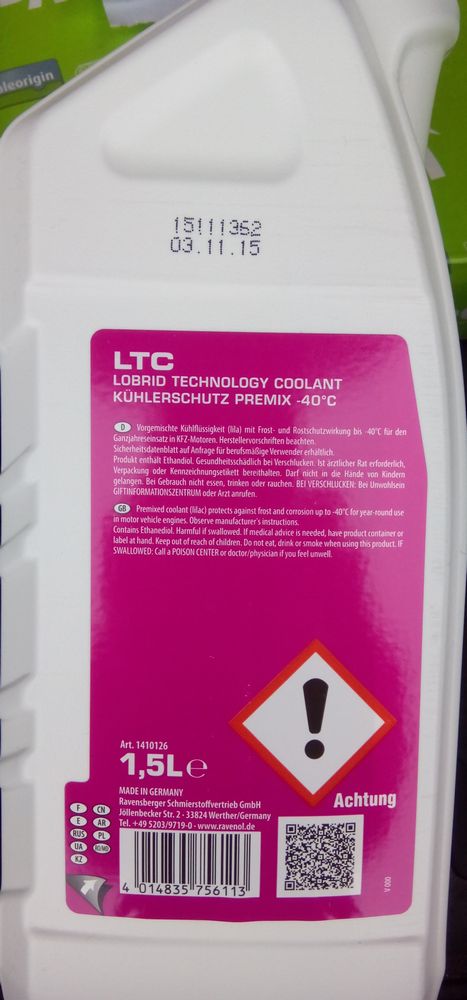 aleorigin
15111362
03.11.15
LTC
LOBRID TECHNOLOGY COOLANT
KÜHLERSCHUTZ PREMIX -40°C
D Vorgemischte Kühlflüssigkeit (lila) mit Frost- und Rostschutzwirkung bis -40°C für den
Ganzjahreseinsatz in KFZ-Motoren. Herstellervorschriften beachten.
Sicherheitsdatenblatt auf Anfrage für berufsmäßige Verwender erhältlich.
Produkt enthält Ethandiol. Gesundheitsschädlich bei Verschlucken. Ist ärztlicher Rat erforderlich,
Verpackung oder Kennzeichnungsetikett bereithalten. Darf nicht in die Hände von Kindern
gelangen. Bei Gebrauch nicht essen, trinken oder rauchen. BEI VERSCHLUCKEN: Bei Unwohlsein
GIFTINFORMATIONSZENTRUM oder Arzt anrufen.
GB Premixed coolant (lilac) protects against frost and corrosion up to -40°C for year-round use
in motor vehicle engines. Observe manufacturer's instructions.
Contains Ethanediol. Harmful if swallowed. If medical advice is needed, have product container or
label at hand. Keep out of reach of children. Do not eat, drink or smoke when using this product. IF
SWALLOWED: Call a POISON CENTER or doctor/physician if you feel unwell.
Art. 1410126
1,5L e
Achtung
MADE IN GERMANY
Ravensberger Schmierstoffvertrieb GmbH
Jöllenbecker Str. 2 · 33824 Werther/Germany
Tel. +49 5203/9719-0 · www.ravenol.de
F CN
E AR
RUS PL
UA RO/MD
KZ
4 014835 756113
V 000